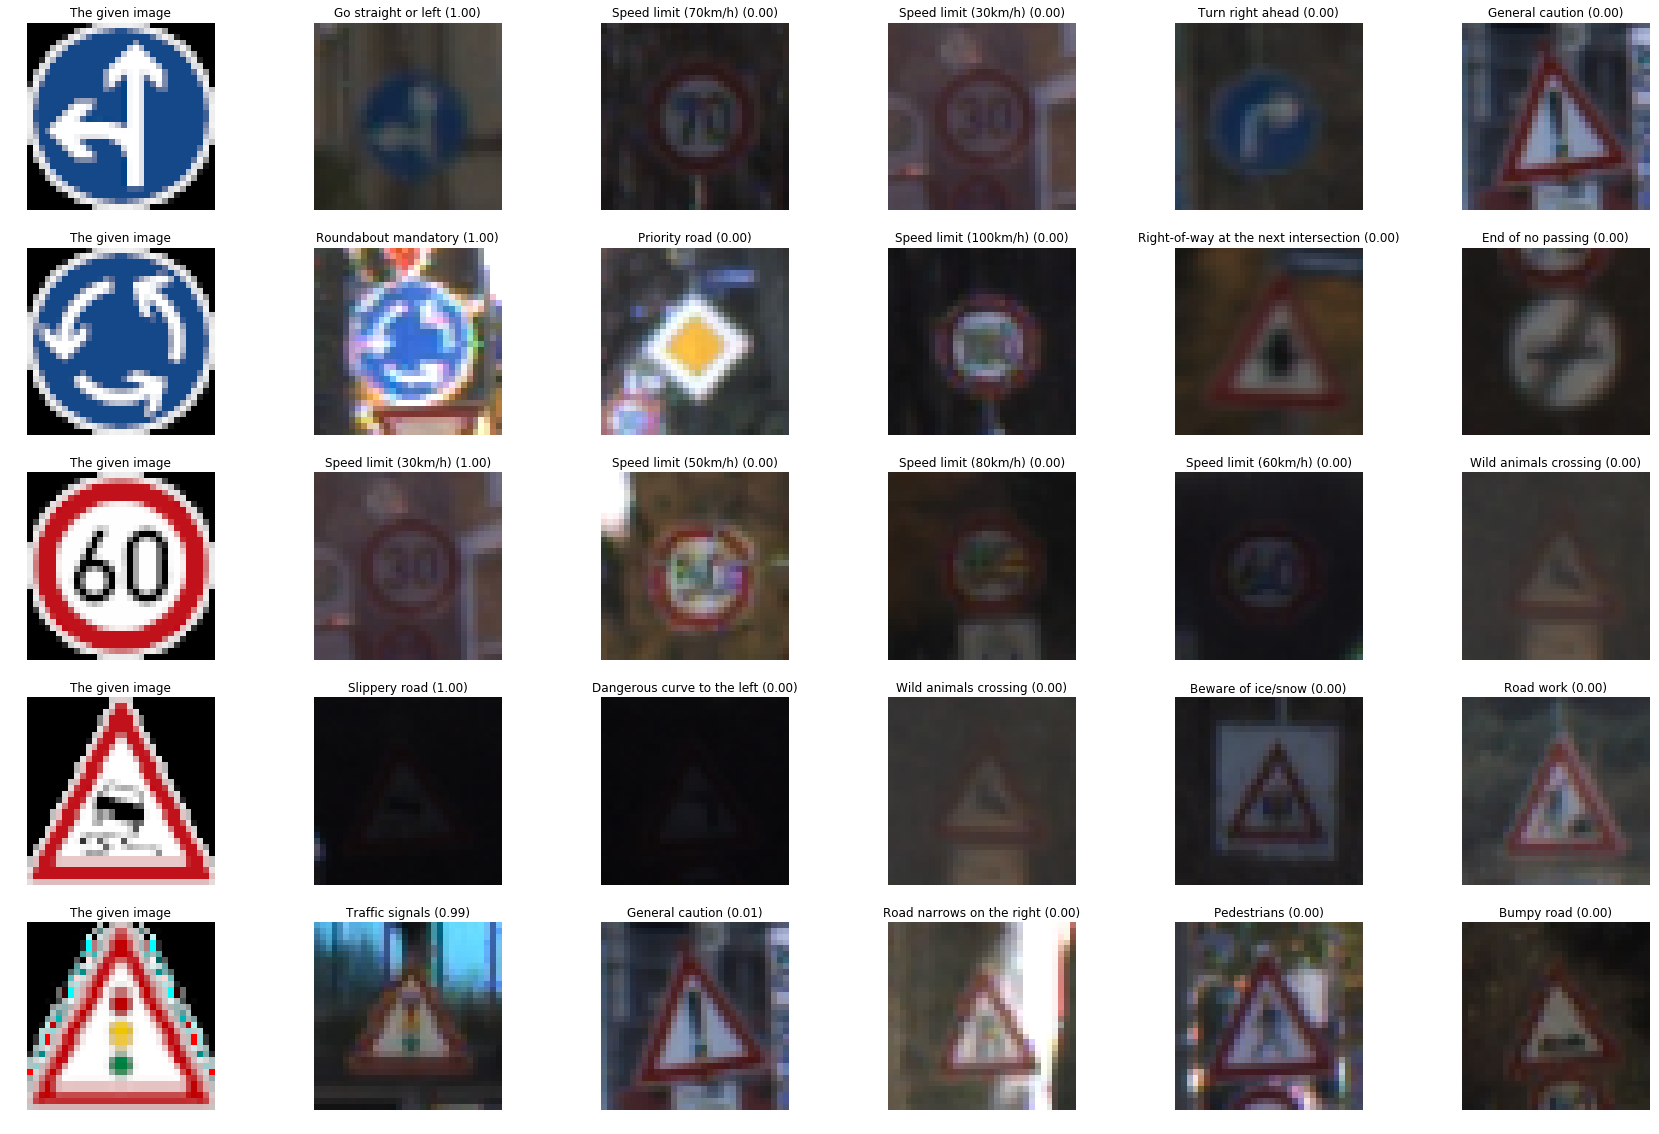 The given image
Go straight or left (1.00)
Speed limit (70km/h) (0.00)
Speed limit (30km/h) (0.00)
Turn right ahead (0.00)
General caution (0.00)
70
30
The given image
Roundabout mandatory (1.00)
Priority road (0.00)
Speed limit (100km/h) (0.00)
Right-of-way at the next intersection (0.00)
End of no passing (0.00)
The given image
Speed limit (30km/h) (1.00)
Speed limit (50km/h) (0.00)
Speed limit (80km/h) (0.00)
Speed limit (60km/h) (0.00)
Wild animals crossing (0.00)
60
30
The given image
Slippery road (1.00)
Dangerous curve to the left (0.00)
Wild animals crossing (0.00)
Beware of ice/snow (0.00)
Road work (0.00)
The given image
Traffic signals (0.99)
General caution (0.01)
Road narrows on the right (0.00)
Pedestrians (0.00)
Bumpy road (0.00)